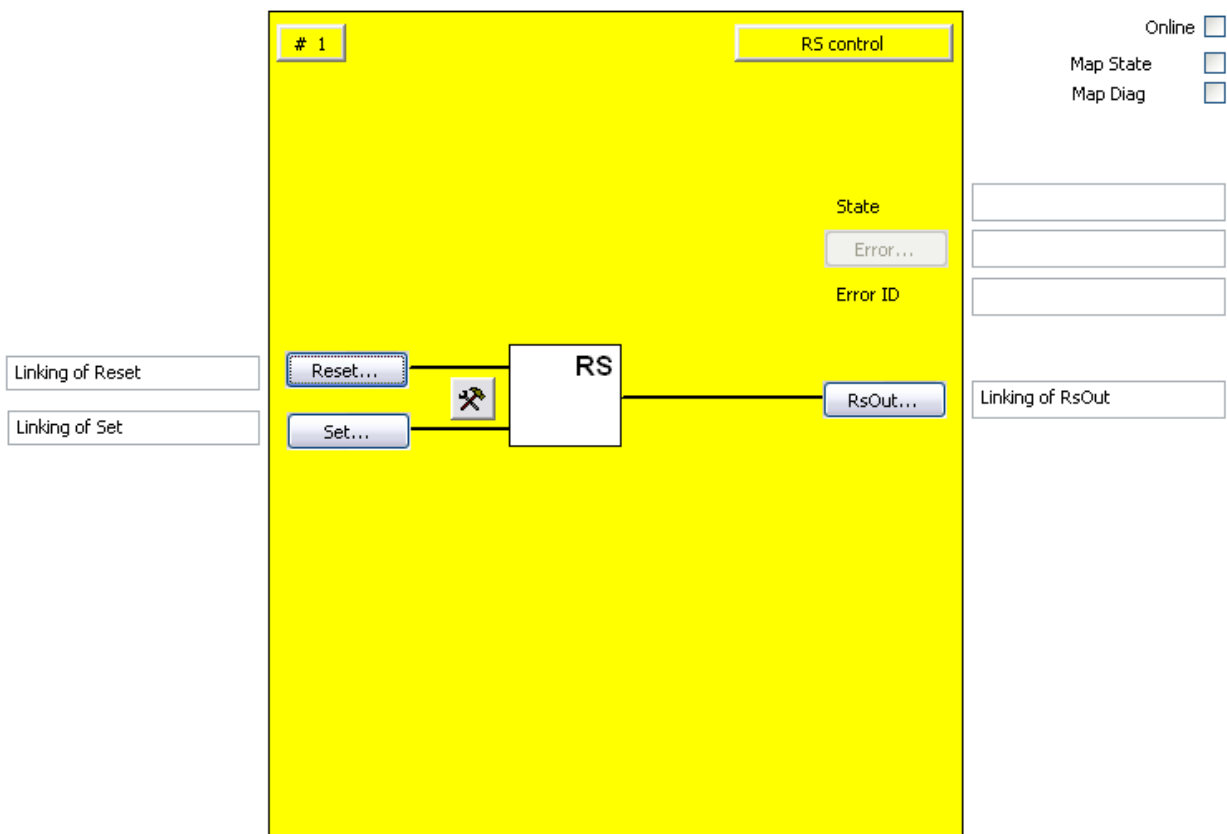 # 1
RS control
Online
Map State
Map Diag
State
Error...
Error ID
Linking of Reset
Reset...
RS
RsOut...
Linking of RsOut
Linking of Set
Set...